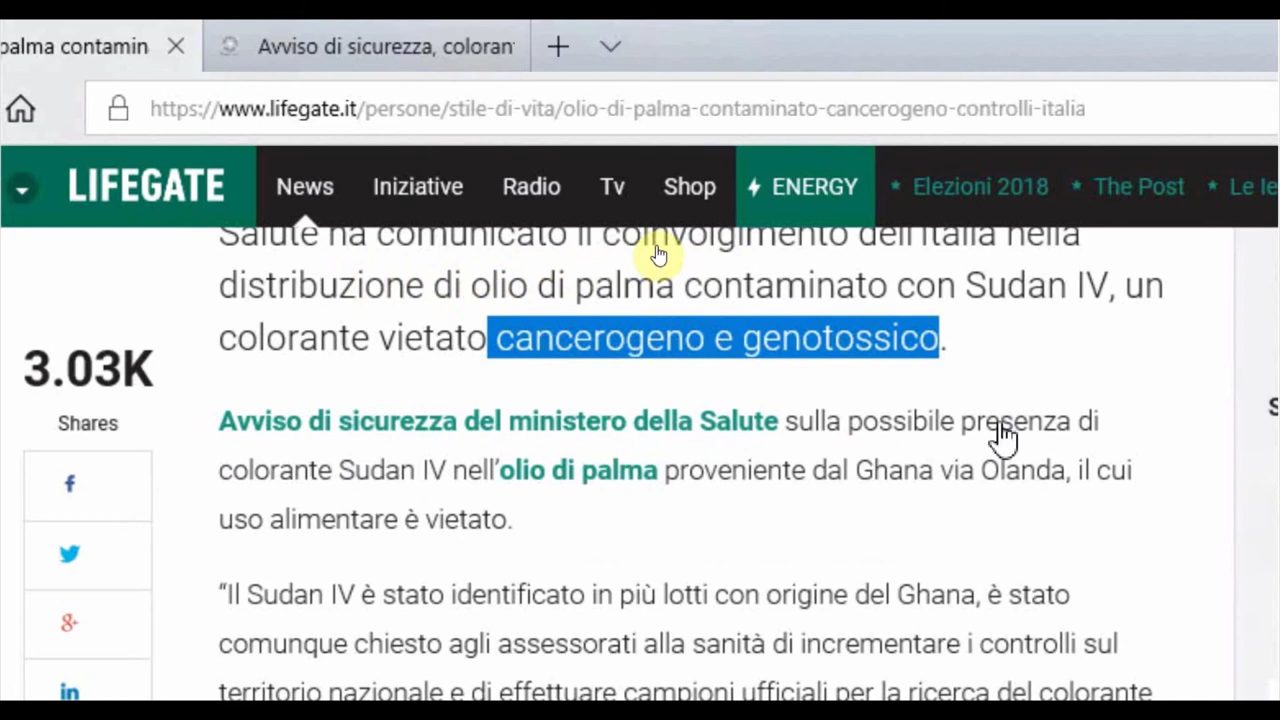 palma contamin
Avviso di sicurezza, coloran
https://www.lifegate.it/persone/stile-di-vita/olio-di-palma-contaminato-cancerogeno-controlli-italia
LIFEGATE News Iniziative Radio Tv Shop ENERGY * Elezioni 2018 * The Post * Le le
Salute ha comunicato il coinvolgimento dell'Italia nella
distribuzione di olio di palma contaminato con Sudan IV, un
colorante vietato cancerogeno e genotossico.
3.03K
Shares
Avviso di sicurezza del ministero della Salute sulla possibile presenza di
colorante Sudan IV nell'olio di palma proveniente dal Ghana via Olanda, il cui
uso alimentare è vietato.
“Il Sudan IV è stato identificato in più lotti con origine del Ghana, è stato
comunque chiesto agli assessorati alla sanità di incrementare i controlli sul
territorio nazionale e di effettuare campioni ufficiali per la ricerca del colorante